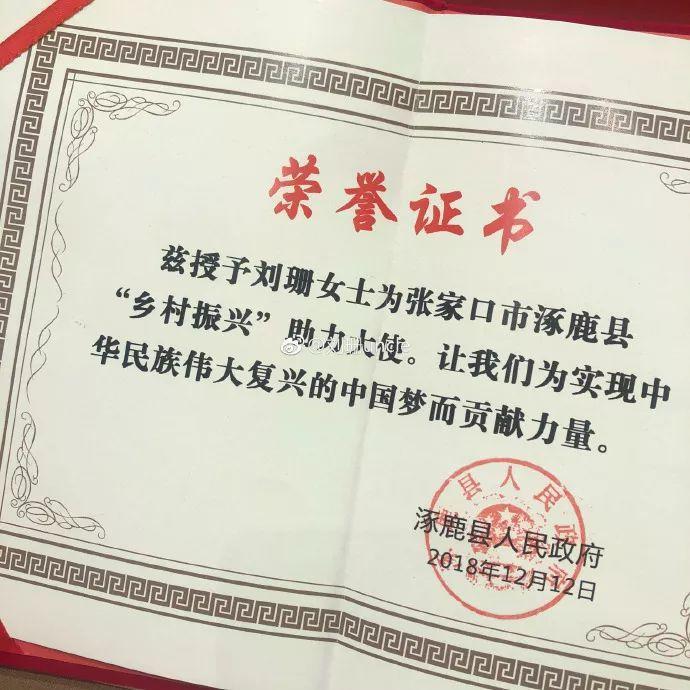 荣誉证书
兹授予刘珊女士为张家口市涿鹿县
“乡村振兴”助力大使。让我们为实现中
华民族伟大复兴的中国梦而贡献力量。
涿鹿县人民政府
2018年12月12日